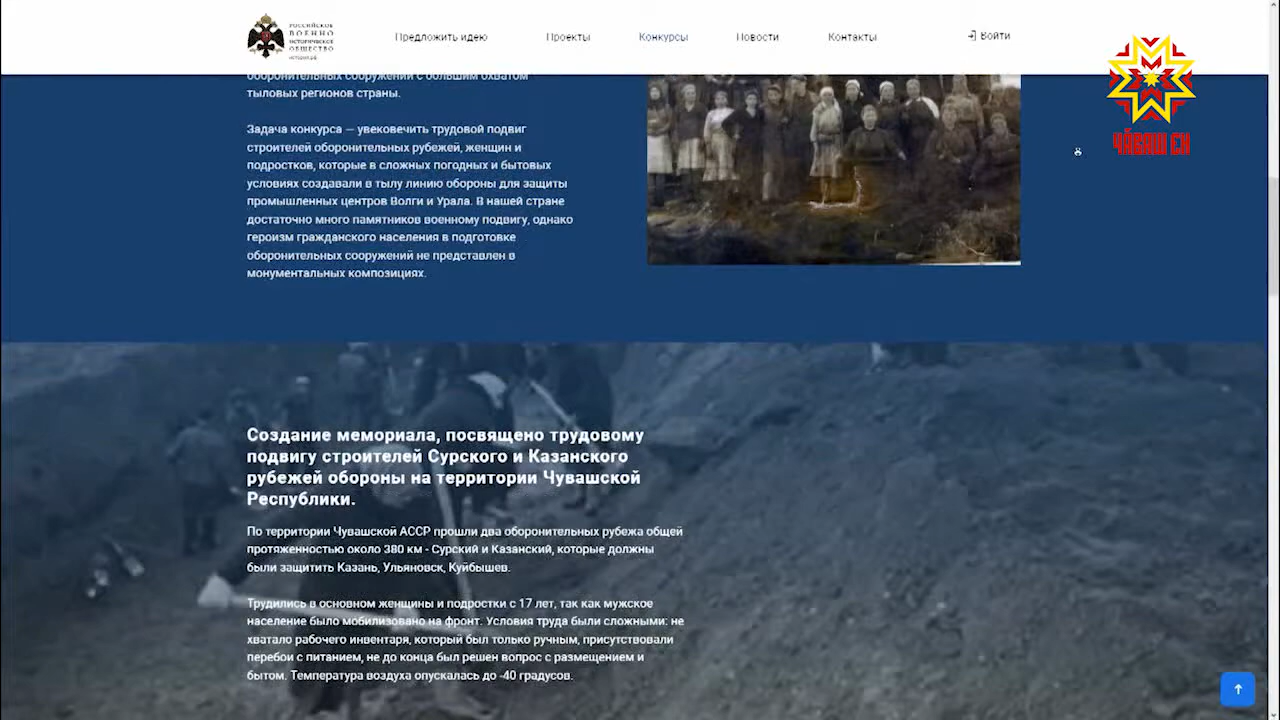 РОССИЙСКОЕ
ВОЕННО
ИСТОРИЧЕСКОЕ
ОБЩЕСТВО
история.рф
Предложить идею
Проекты
Конкурсы
Новости
Контакты
Войти
ЧӐВАШ ЕН
оборонительных сооружений с большим охватом
тыловых регионов страны.
Задача конкурса — увековечить трудовой подвиг
строителей оборонительных рубежей, женщин и
подростков, которые в сложных погодных и бытовых
условиях создавали в тылу линию обороны для защиты
промышленных центров Волги и Урала. В нашей стране
достаточно много памятников военному подвигу, однако
героизм гражданского населения в подготовке
оборонительных сооружений не представлен в
монументальных композициях.
Создание мемориала, посвящено трудовому
подвигу строителей Сурского и Казанского
рубежей обороны на территории Чувашской
Республики.
По территории Чувашской АССР прошли два оборонительных рубежа общей
протяженностью около 380 км - Сурский и Казанский, которые должны
были защитить Казань, Ульяновск, Куйбышев.
Трудились в основном женщины и подростки с 17 лет, так как мужское
население было мобилизовано на фронт. Условия труда были сложными: не
хватало рабочего инвентаря, который был только ручным, присутствовали
перебои с питанием, не до конца был решен вопрос с размещением и
бытом. Температура воздуха опускалась до -40 градусов.